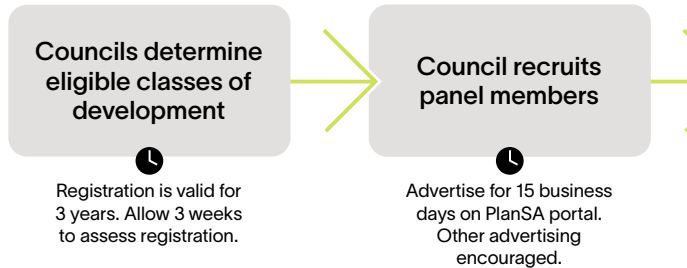 Councils determine
eligible classes of
development
Registration is valid for
3 years. Allow 3 weeks
to assess registration.
Council recruits
panel members
Advertise for 15 business
days on PlanSA portal.
Other advertising
encouraged.